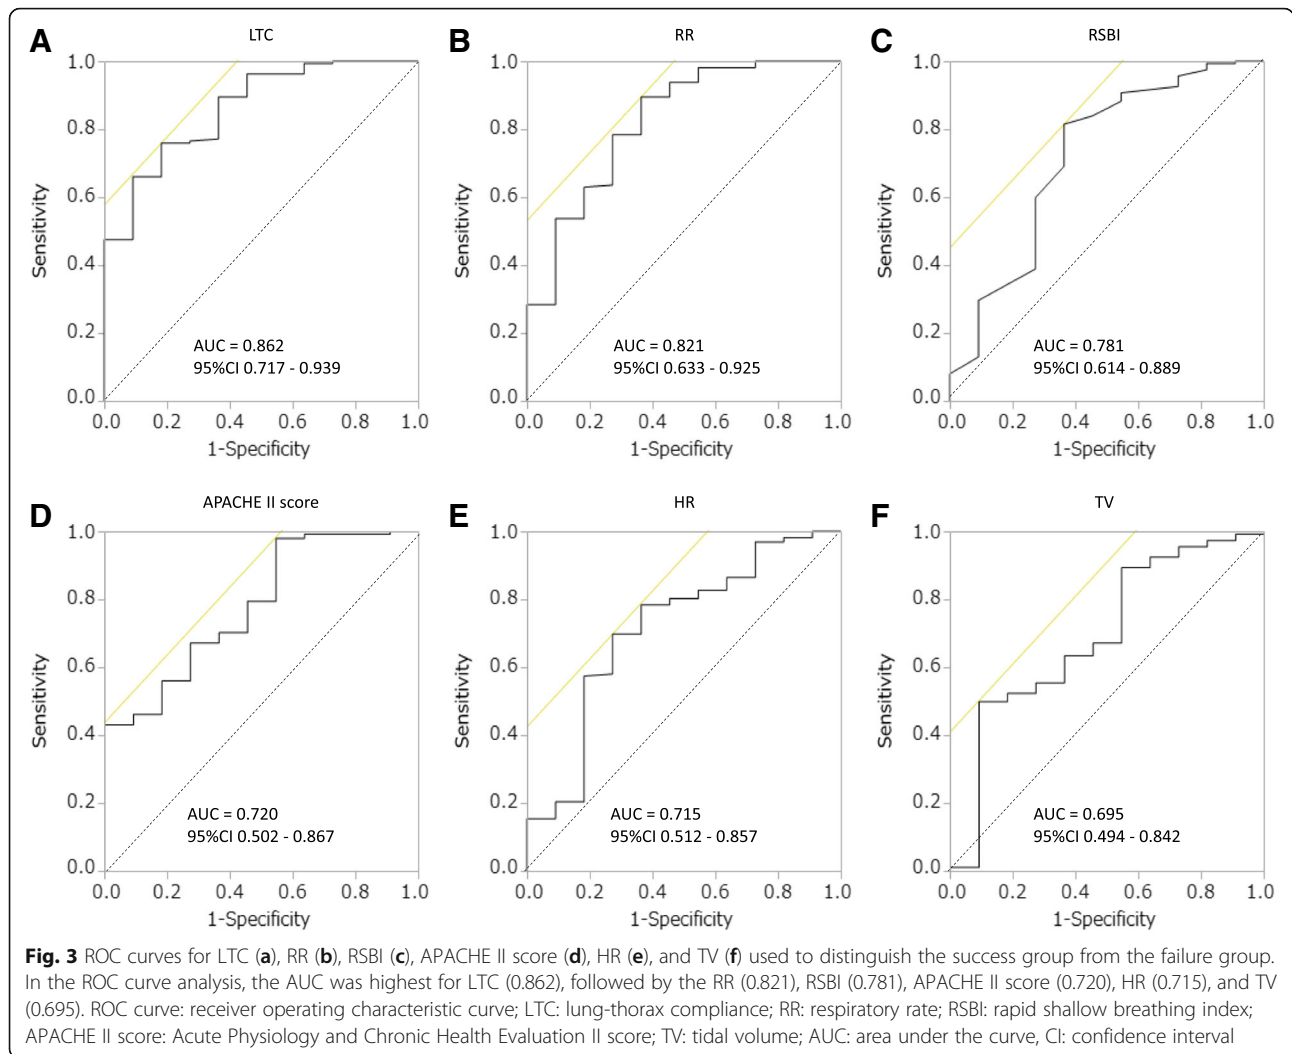 A
LTC
1.0
0.8
0.6
0.4
0.2
0.0
Sensitivity
AUC = 0.862
95%CI 0.717 - 0.939
0.0 0.2 0.4 0.6 0.8 1.0
1-Specificity
B
RR
1.0
0.8
0.6
0.4
0.2
0.0
Sensitivity
AUC = 0.821
95%CI 0.633 - 0.925
0.0 0.2 0.4 0.6 0.8 1.0
1-Specificity
C
RSBI
1.0
0.8
0.6
0.4
0.2
0.0
Sensitivity
AUC = 0.781
95%CI 0.614 - 0.889
0.0 0.2 0.4 0.6 0.8 1.0
1-Specificity
D
APACHE II score
1.0
0.8
0.6
0.4
0.2
0.0
Sensitivity
AUC = 0.720
95%CI 0.502 - 0.867
0.0 0.2 0.4 0.6 0.8 1.0
1-Specificity
E
HR
1.0
0.8
0.6
0.4
0.2
0.0
Sensitivity
AUC = 0.715
95%CI 0.512 - 0.857
0.0 0.2 0.4 0.6 0.8 1.0
1-Specificity
F
TV
1.0
0.8
0.6
0.4
0.2
0.0
Sensitivity
AUC = 0.695
95%CI 0.494 - 0.842
0.0 0.2 0.4 0.6 0.8 1.0
1-Specificity
Fig. 3 ROC curves for LTC (a), RR (b), RSBI (c), APACHE II score (d), HR (e), and TV (f) used to distinguish the success group from the failure group.
In the ROC curve analysis, the AUC was highest for LTC (0.862), followed by the RR (0.821), RSBI (0.781), APACHE II score (0.720), HR (0.715), and TV
(0.695). ROC curve: receiver operating characteristic curve; LTC: lung-thorax compliance; RR: respiratory rate; RSBI: rapid shallow breathing index;
APACHE II score: Acute Physiology and Chronic Health Evaluation II score; TV: tidal volume; AUC: area under the curve, CI: confidence interval